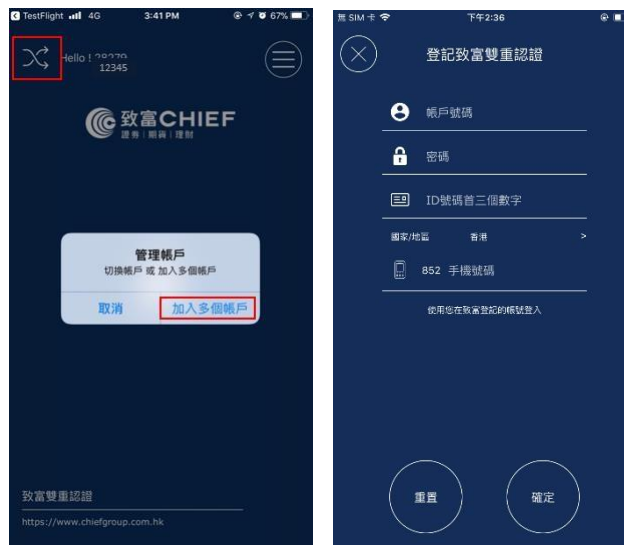 TestFlight 4G 3:41 PM 67%
Hello !
12345
致富CHIEF
證券 | 期貨 | 理財
管理帳戶
切換帳戶 或 加入多個帳戶
取消 加入多個帳戶
致富雙重認證
https://www.chiefgroup.com.hk
無 SIM 卡 下午2:36
登記致富雙重認證
帳戶號碼
密碼
ID號碼首三個數字
國家/地區 香港 >
852 手機號碼
使用您在致富登記的帳號登入
重置 確定